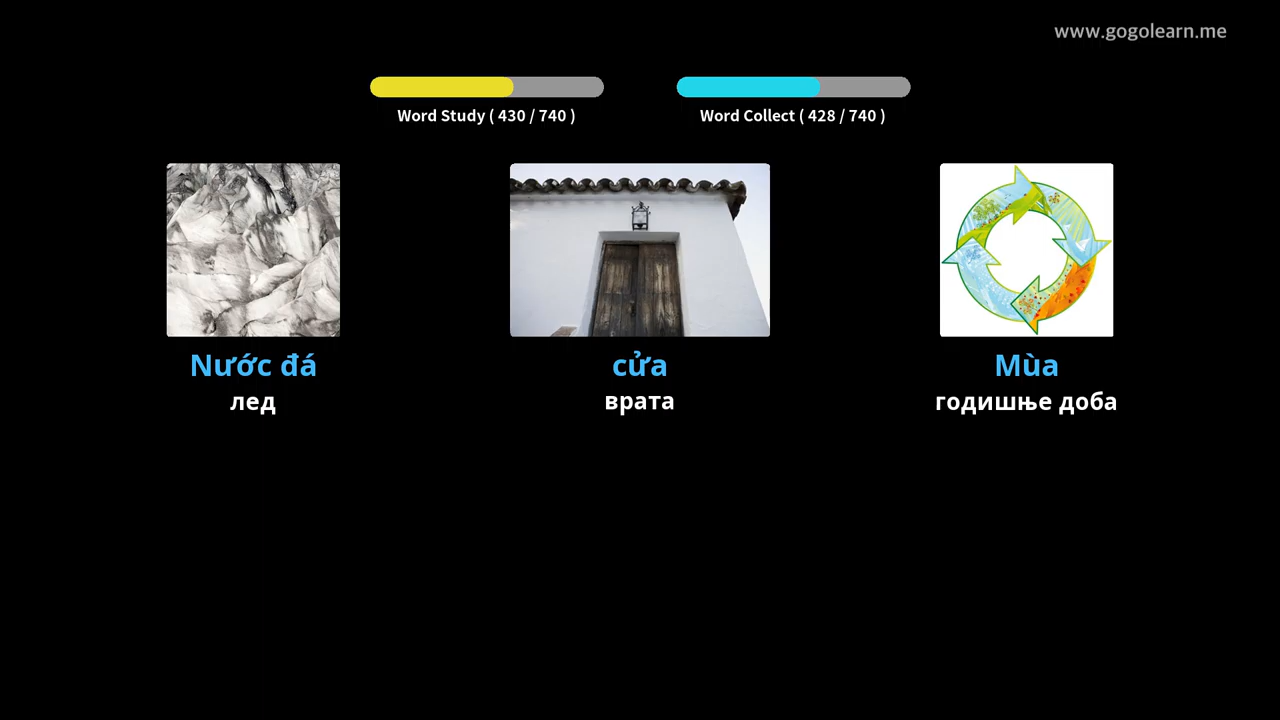 www.gogolearn.me
Word Study ( 430 / 740 )
Word Collect ( 428 / 740 )
Nước đá
лед
cửa
врата
Mùa
годишње доба